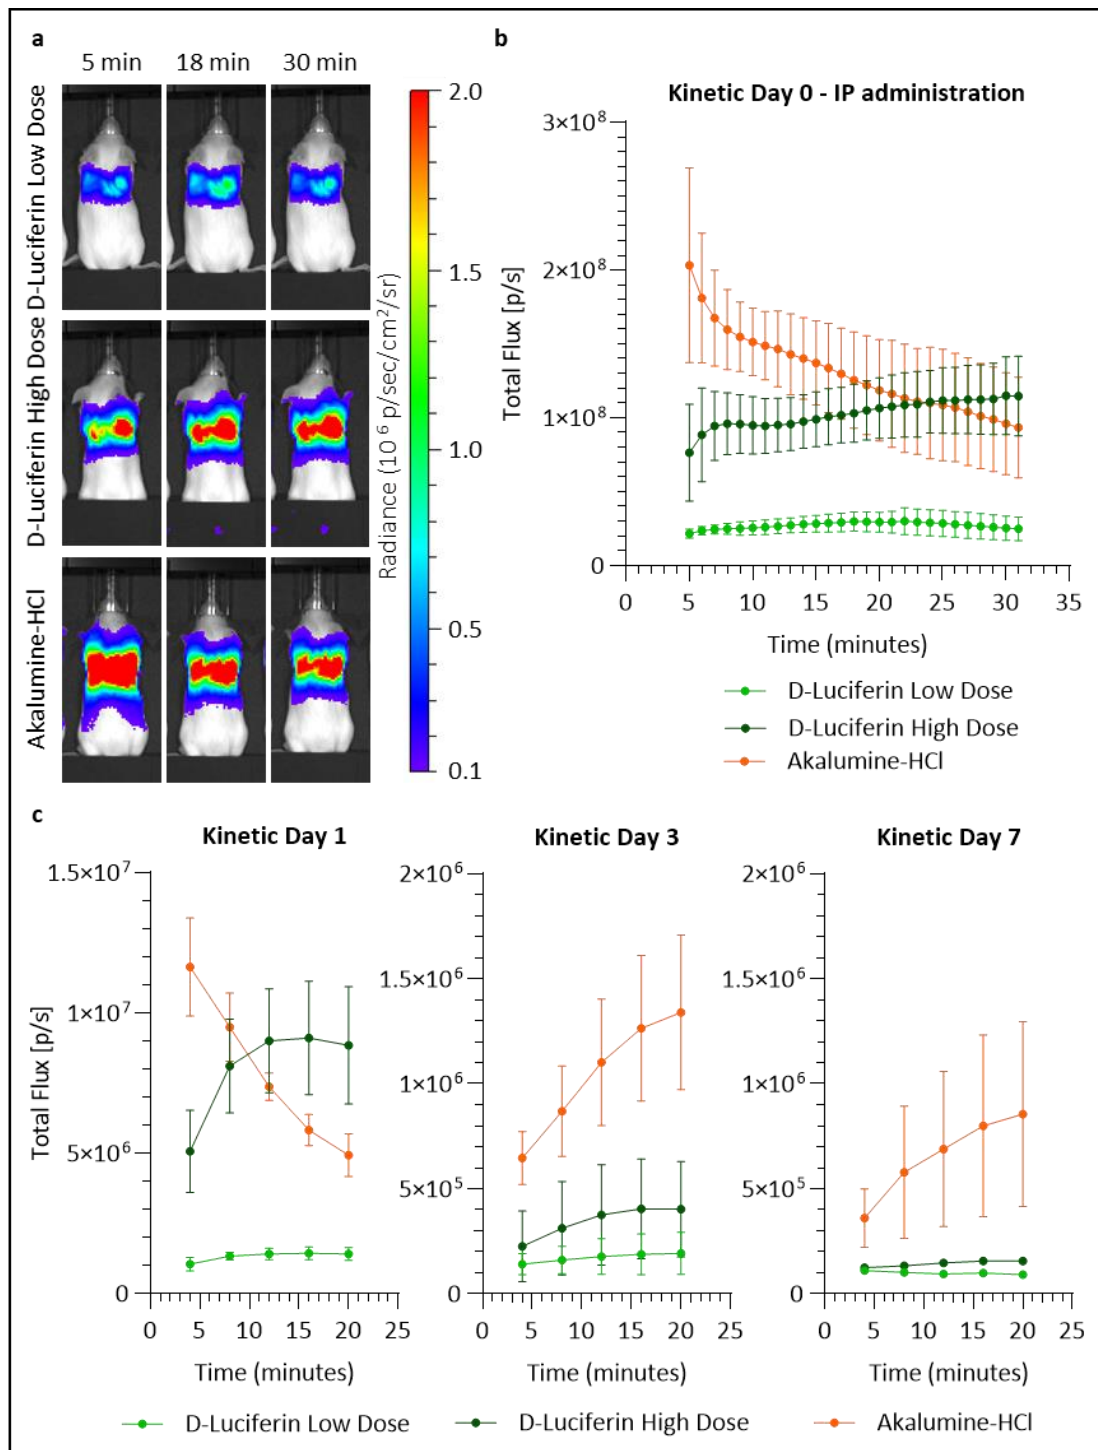 a
5 min 18 min 30 min
D-Luciferin Low Dose
D-Luciferin High Dose
Akalumine-HCl
2.0
1.5
1.0
0.5
0.1
Radiance (10⁶ p/sec/cm²/sr)
b
Kinetic Day 0 - IP administration
3×10⁸
2×10⁸
1×10⁸
0
Total Flux [p/s]
0 5 10 15 20 25 30 35
Time (minutes)
D-Luciferin Low Dose
D-Luciferin High Dose
Akalumine-HCl
c
Kinetic Day 1
1.5×10⁷
1×10⁷
5×10⁶
0
Total Flux [p/s]
0 5 10 15 20 25
Time (minutes)
Kinetic Day 3
2×10⁶
1.5×10⁶
1×10⁶
5×10⁵
0
0 5 10 15 20 25
Time (minutes)
Kinetic Day 7
2×10⁶
1.5×10⁶
1×10⁶
5×10⁵
0
0 5 10 15 20 25
Time (minutes)
D-Luciferin Low Dose D-Luciferin High Dose Akalumine-HCl